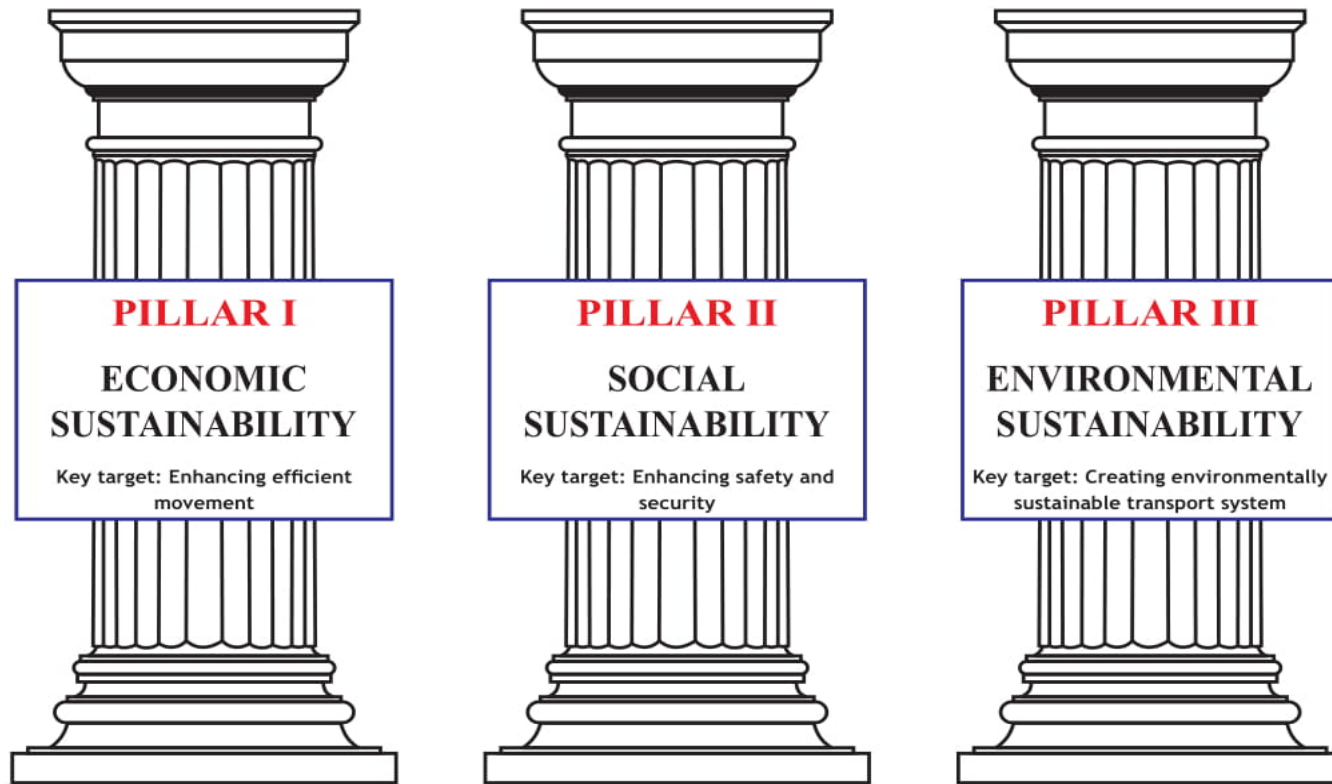 PILLAR I
ECONOMIC
SUSTAINABILITY
Key target: Enhancing efficient
movement
PILLAR II
SOCIAL
SUSTAINABILITY
Key target: Enhancing safety and
security
PILLAR III
ENVIRONMENTAL
SUSTAINABILITY
Key target: Creating environmentally
sustainable transport system